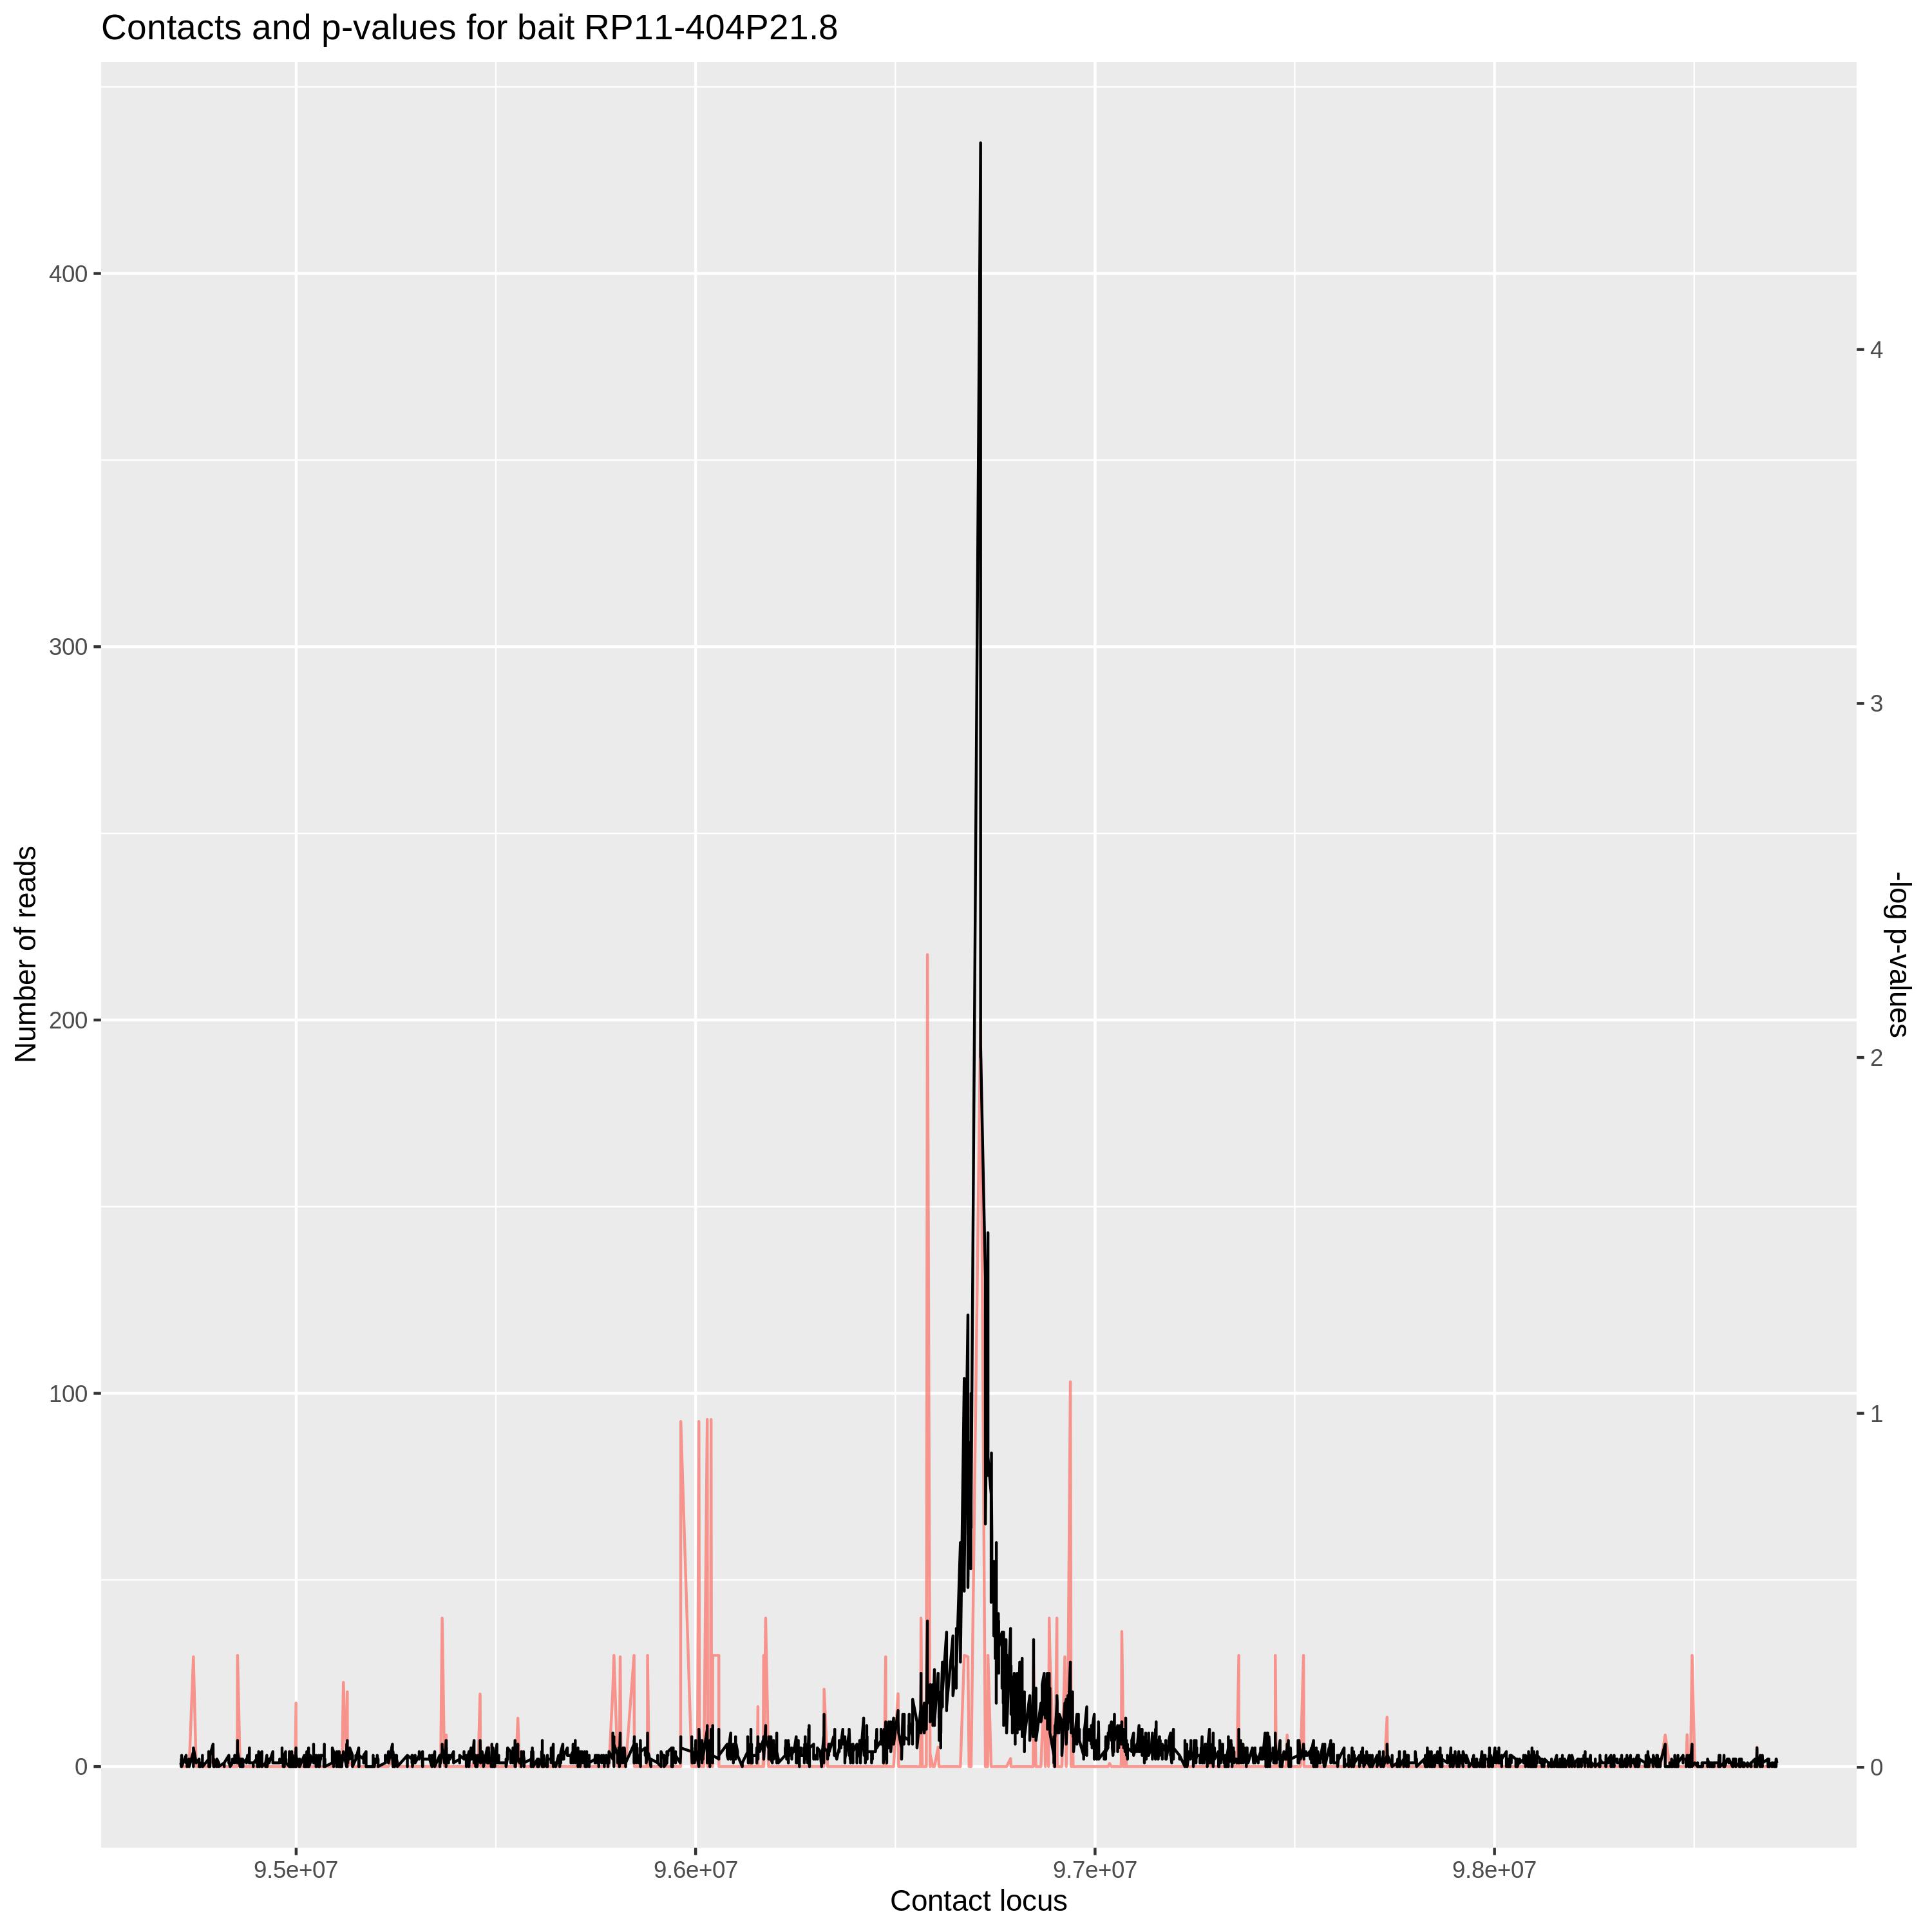 Contacts and p-values for bait RP11-404P21.8
400
300
200
100
0
Number of reads
4
3
2
1
0
-log p-values
9.5e+07
9.6e+07
9.7e+07
9.8e+07
Contact locus